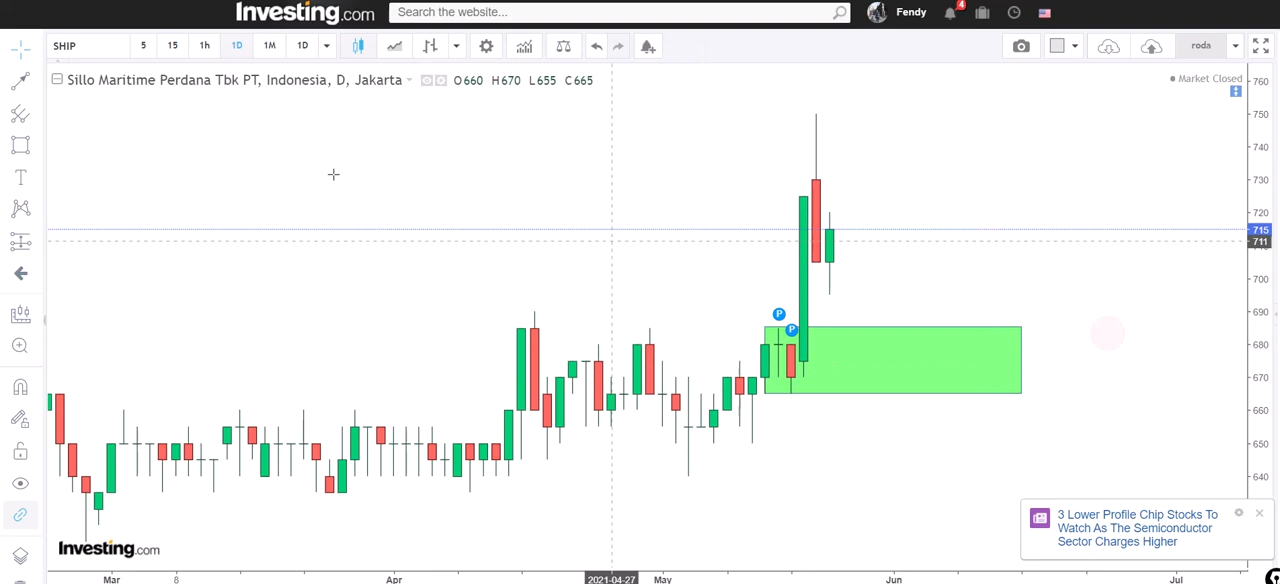 Investing.com Search the website... Fendy 4
SHIP 5 15 1h 1D 1M 1D roda
Sillo Maritime Perdana Tbk PT, Indonesia, D, Jakarta O660 H670 L655 C665 Market Closed
760
750
740
730
720
715
711
700
690
680
670
660
650
640
P
P
T
3 Lower Profile Chip Stocks To
Watch As The Semiconductor
Sector Charges Higher
Investing.com
Mar 8 Apr 2021-04-27 May Jun Jul